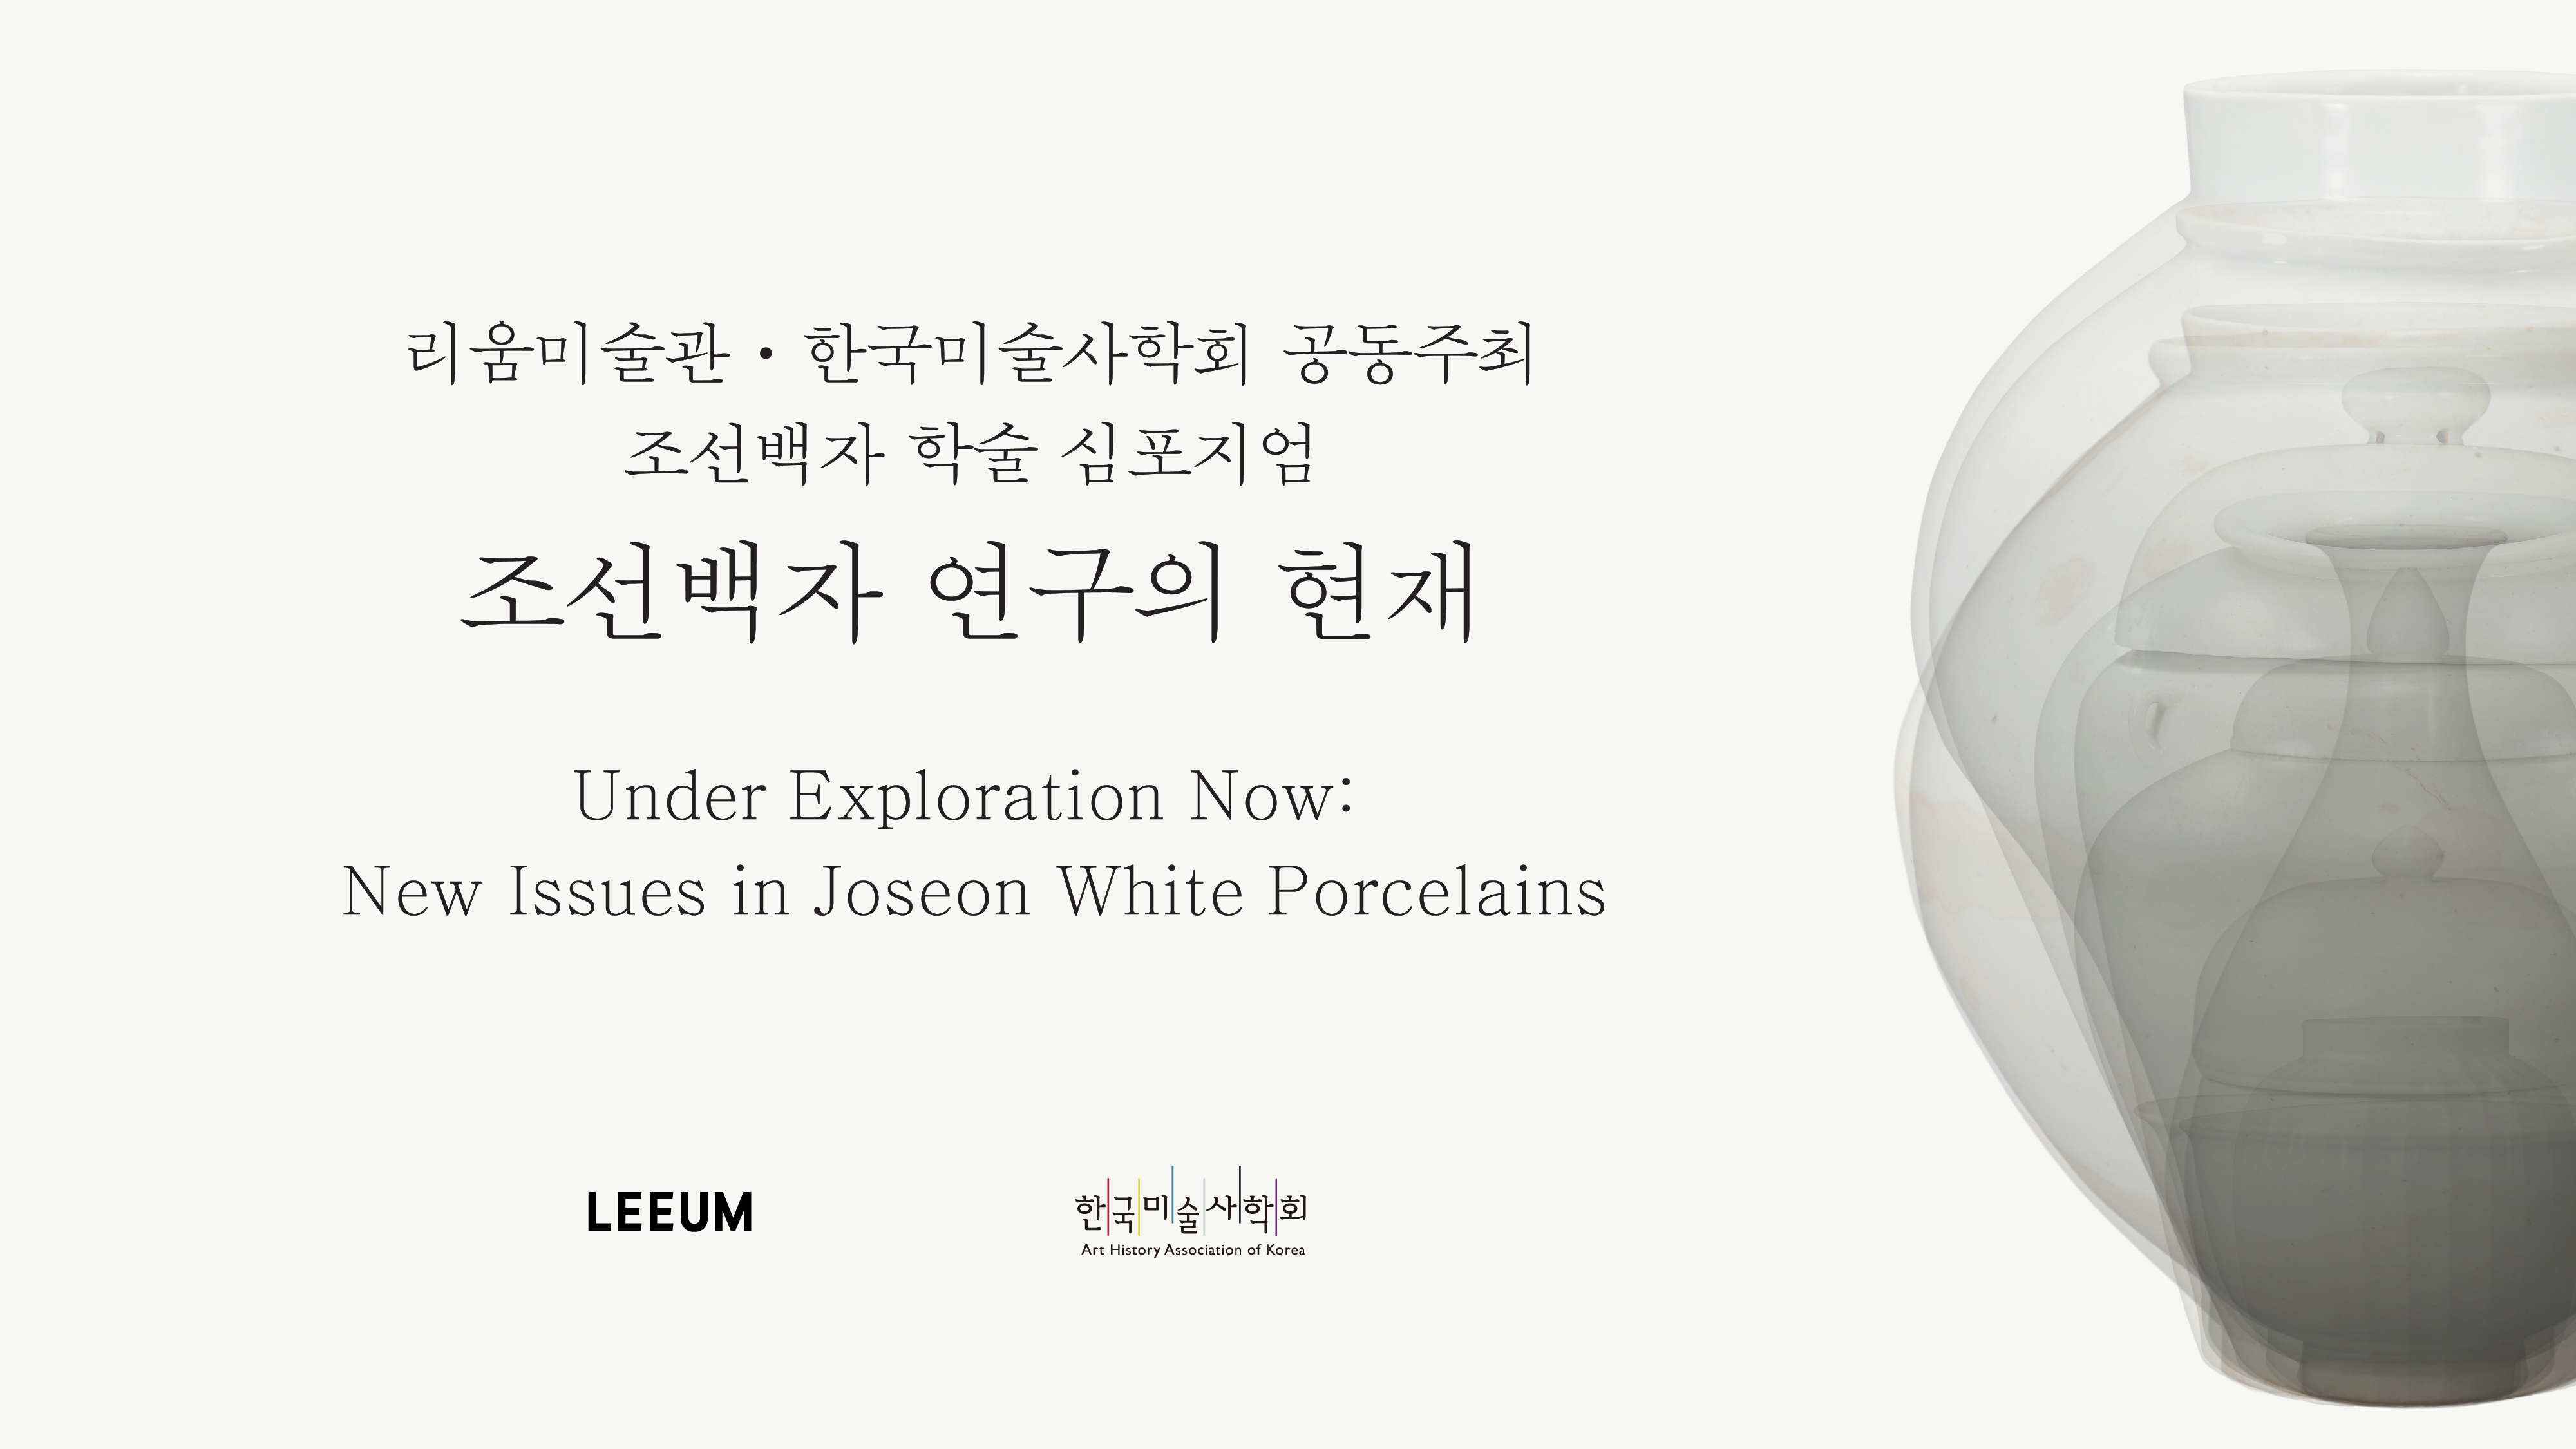 리움미술관 • 한국미술사학회 공동주최
조선백자 학술 심포지엄
조선백자 연구의 현재
Under Exploration Now:
New Issues in Joseon White Porcelains
LEEUM
한국미술사학회
Art History Association of Korea